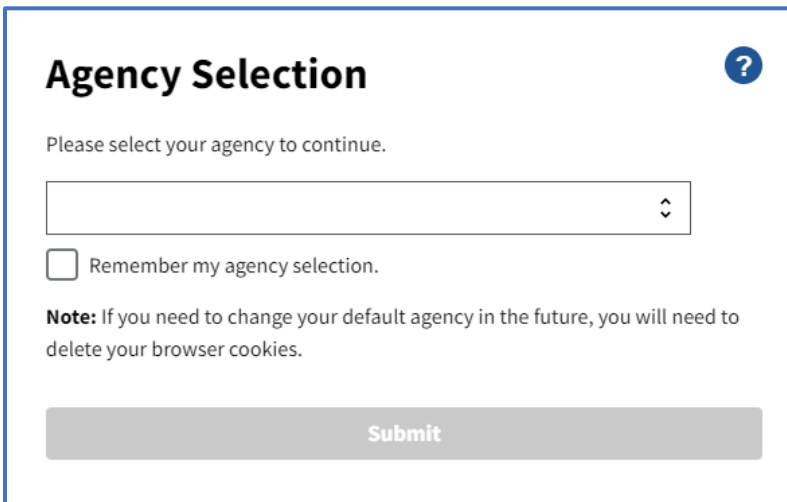 Agency Selection
?
Please select your agency to continue.
Remember my agency selection.
Note: If you need to change your default agency in the future, you will need to
delete your browser cookies.
Submit